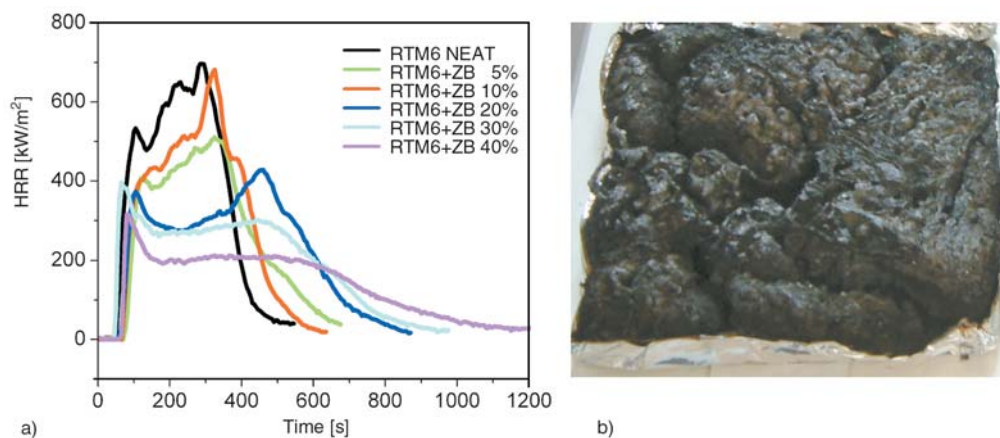 800
600
400
200
0
HRR [kW/m²]
RTM6 NEAT
RTM6+ZB 5%
RTM6+ZB 10%
RTM6+ZB 20%
RTM6+ZB 30%
RTM6+ZB 40%
0 200 400 600 800 1000 1200
Time [s]
a)
b)